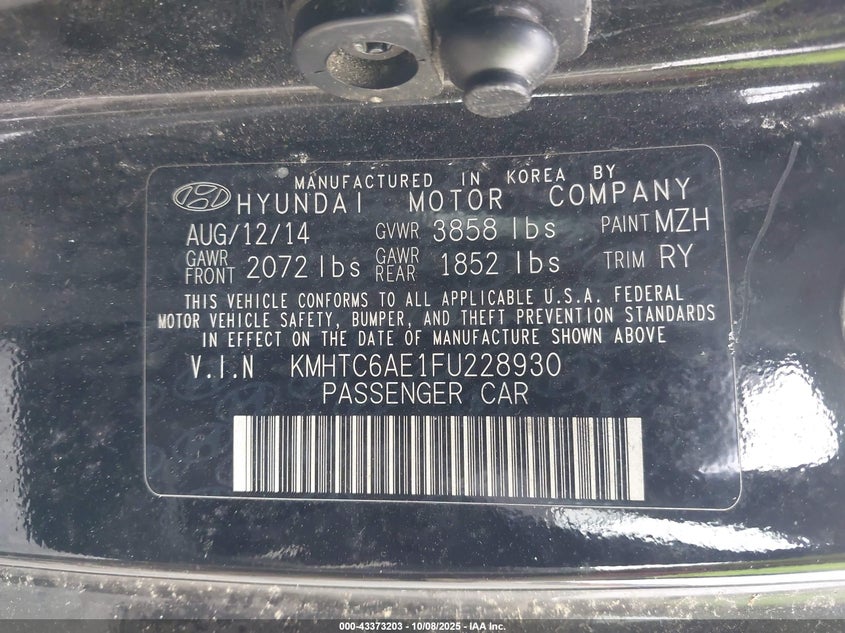 MANUFACTURED IN KOREA BY
HYUNDAI MOTOR COMPANY
AUG/12/14 GVWR 3858 lbs PAINT MZH
GAWR FRONT 2072 lbs GAWR REAR 1852 lbs TRIM RY
THIS VEHICLE CONFORMS TO ALL APPLICABLE U.S.A. FEDERAL
MOTOR VEHICLE SAFETY, BUMPER, AND THEFT PREVENTION STANDARDS
IN EFFECT ON THE DATE OF MANUFACTURE SHOWN ABOVE
V.I.N KMHTC6AE1FU228930
PASSENGER CAR
000-43373203 - 10/08/2025 - IAA Inc.